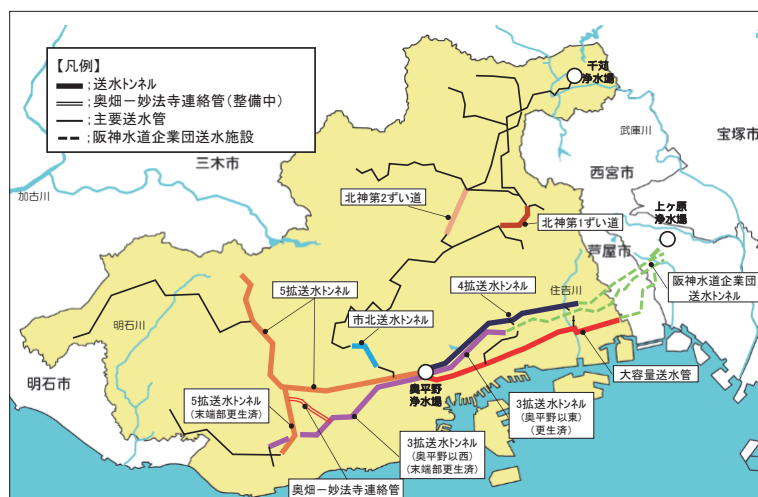 【凡例】
:送水トンネル
:奥畑－妙法寺連絡管(整備中)
:主要送水管
:阪神水道企業団送水施設
千苅
浄水場
武庫川
宝塚市
三木市
西宮市
加古川
北神第2ずい道
北神第1ずい道
上ヶ原
浄水場
芦屋市
5拡送水トンネル
4拡送水トンネル
住吉川
阪神水道企業団
送水トンネル
明石川
市北送水トンネル
明石市
奥平野
浄水場
大容量送水管
5拡送水トンネル
(末端部更生済)
3拡送水トンネル
(奥平野以東)
(更生済)
3拡送水トンネル
(奥平野以西)
(末端部更生済)
奥畑－妙法寺連絡管